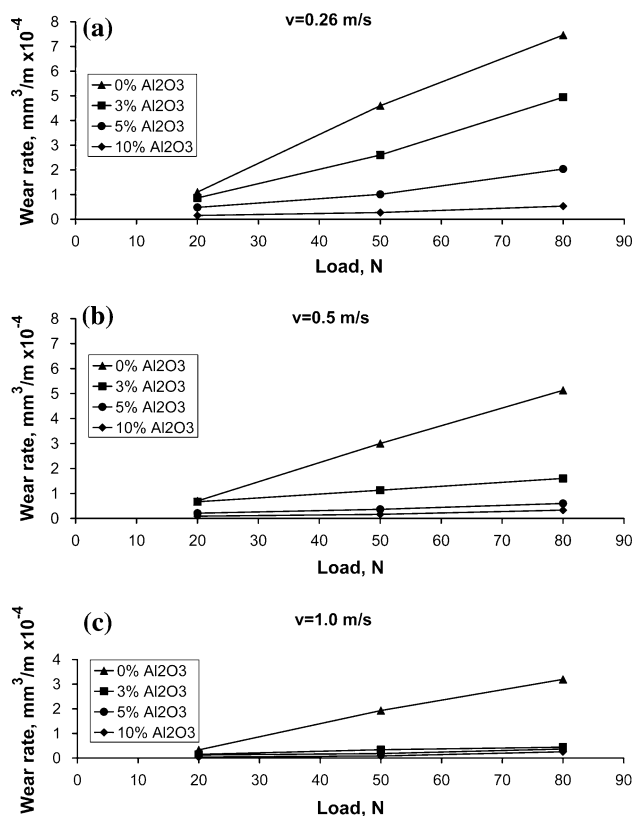 (a)
v=0.26 m/s
Wear rate, mm³/m x10⁻⁴
8
7
6
5
4
3
2
1
0
0% Al2O3
3% Al2O3
5% Al2O3
10% Al2O3
0 10 20 30 40 50 60 70 80 90
Load, N
(b)
v=0.5 m/s
Wear rate, mm³/m x10⁻⁴
8
7
6
5
4
3
2
1
0
0% Al2O3
3% Al2O3
5% Al2O3
10% Al2O3
0 10 20 30 40 50 60 70 80 90
Load, N
(c)
v=1.0 m/s
Wear rate, mm³/m x10⁻⁴
4
3
2
1
0
0% Al2O3
3% Al2O3
5% Al2O3
10% Al2O3
0 10 20 30 40 50 60 70 80 90
Load, N